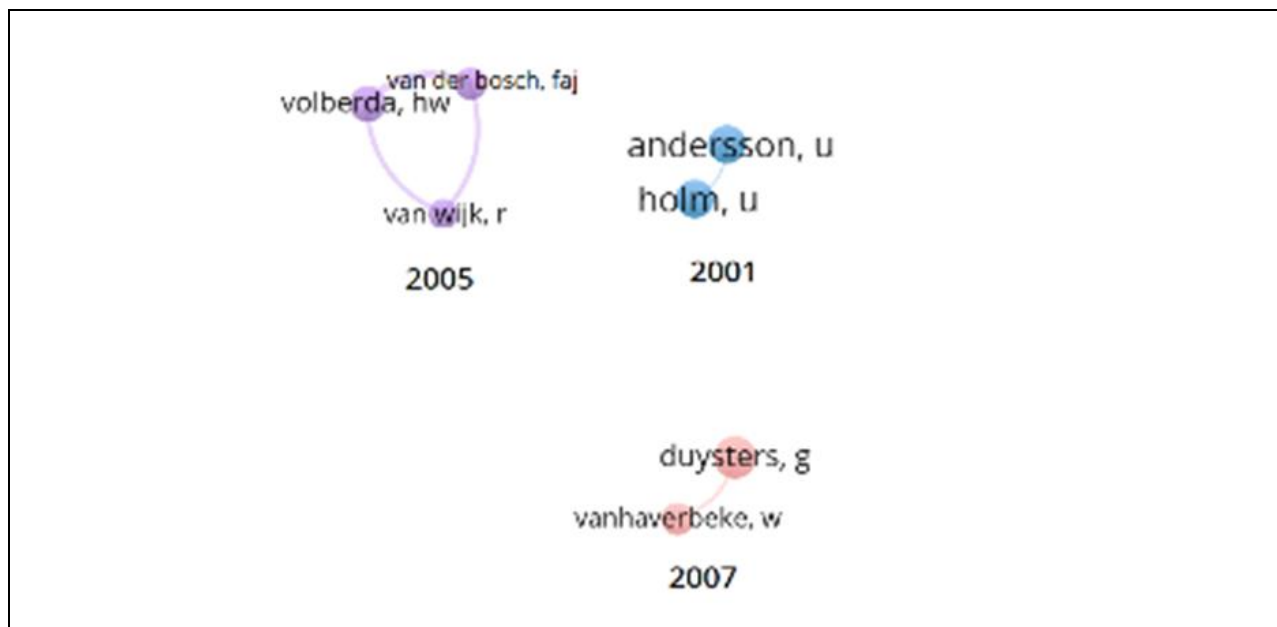 van der bosch, faj
volberda, hw
van wijk, r
2005
andersson, u
holm, u
2001
duysters, g
vanhaverbeke, w
2007